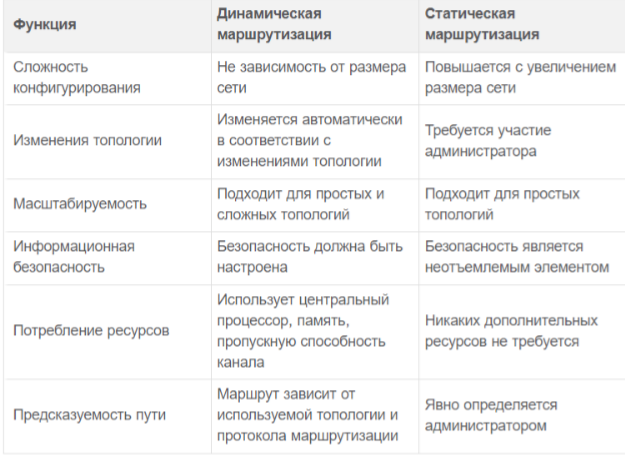 Функция
Динамическая
маршрутизация
Статическая
маршрутизация
Сложность
конфигурирования
Не зависимость от размера
сети
Повышается с увеличением
размера сети
Изменения топологии
Изменяется автоматически
в соответствии с
изменениями топологии
Требуется участие
администратора
Масштабируемость
Подходит для простых и
сложных топологий
Подходит для простых
топологий
Информационная
безопасность
Безопасность должна быть
настроена
Безопасность является
неотъемлемым элементом
Потребление ресурсов
Использует центральный
процессор, память,
пропускную способность
канала
Никаких дополнительных
ресурсов не требуется
Предсказуемость пути
Маршрут зависит от
используемой топологии и
протокола маршрутизации
Явно определяется
администратором